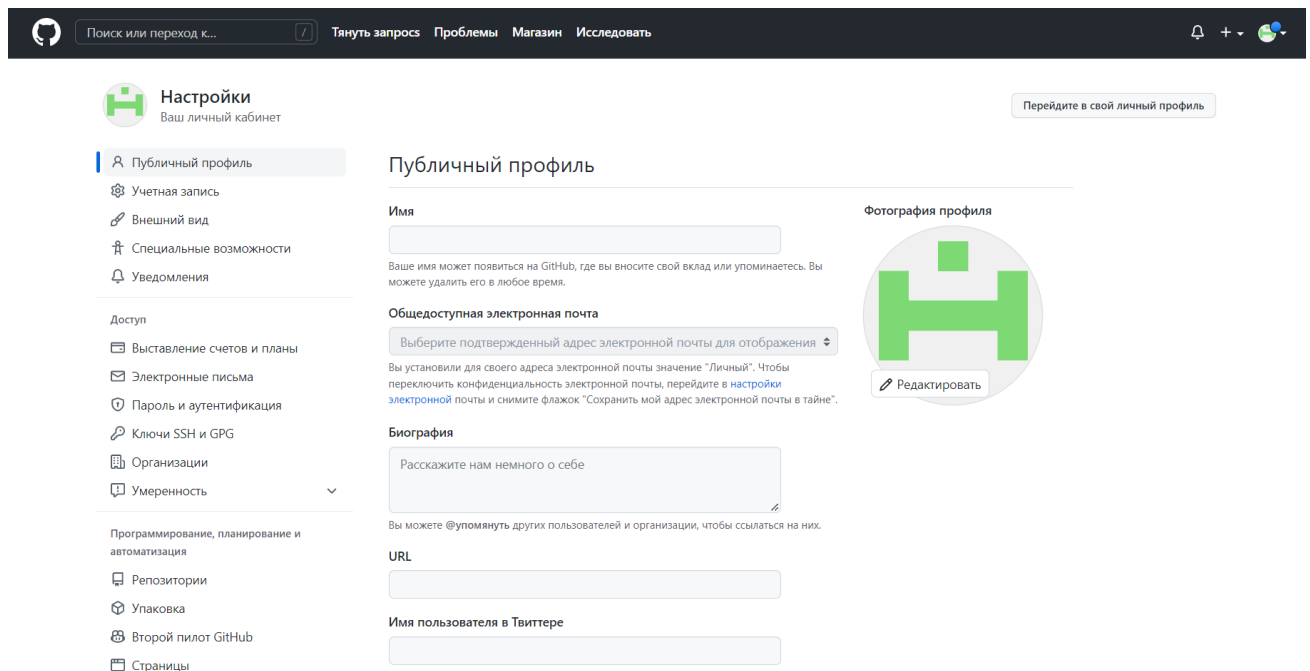 Поиск или переход к... /
Тянуть запрос Проблемы Магазин Исследовать
Настройки
Ваш личный кабинет
Перейдите в свой личный профиль
Публичный профиль
Учетная запись
Внешний вид
Специальные возможности
Уведомления
Доступ
Выставление счетов и планы
Электронные письма
Пароль и аутентификация
Ключи SSH и GPG
Организации
Умеренность
Программирование, планирование и
автоматизация
Репозитории
Упаковка
Второй пилот GitHub
Страницы
Публичный профиль
Имя
Ваше имя может появиться на GitHub, где вы вносите свой вклад или упоминаетесь. Вы
можете удалить его в любое время.
Общедоступная электронная почта
Выберите подтвержденный адрес электронной почты для отображения
Вы установили для своего адреса электронной почты значение "Личный". Чтобы
переключить конфиденциальность электронной почты, перейдите в настройки
электронной почты и снимите флажок "Сохранить мой адрес электронной почты в тайне".
Биография
Расскажите нам немного о себе
Вы можете @упомянуть других пользователей и организации, чтобы ссылаться на них.
URL
Имя пользователя в Твиттере
Фотография профиля
Редактировать